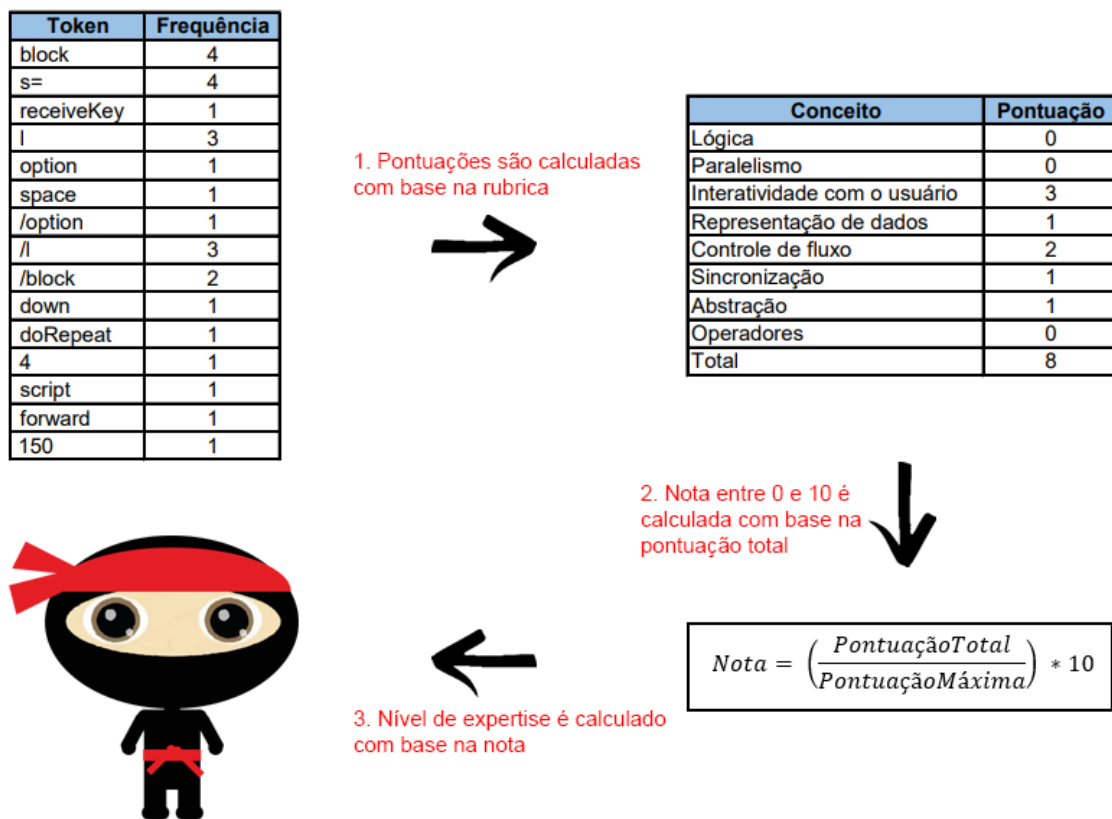 Token Frequência
block 4
s= 4
receiveKey 1
l 3
option 1
space 1
/option 1
/l 3
/block 2
down 1
doRepeat 1
4 1
script 1
forward 1
150 1
1. Pontuações são calculadas
com base na rubrica
Conceito Pontuação
Lógica 0
Paralelismo 0
Interatividade com o usuário 3
Representação de dados 1
Controle de fluxo 2
Sincronização 1
Abstração 1
Operadores 0
Total 8
2. Nota entre 0 e 10 é
calculada com base na
pontuação total
Nota = (PontuaçãoTotal / PontuaçãoMáxima) * 10
3. Nível de expertise é calculado
com base na nota